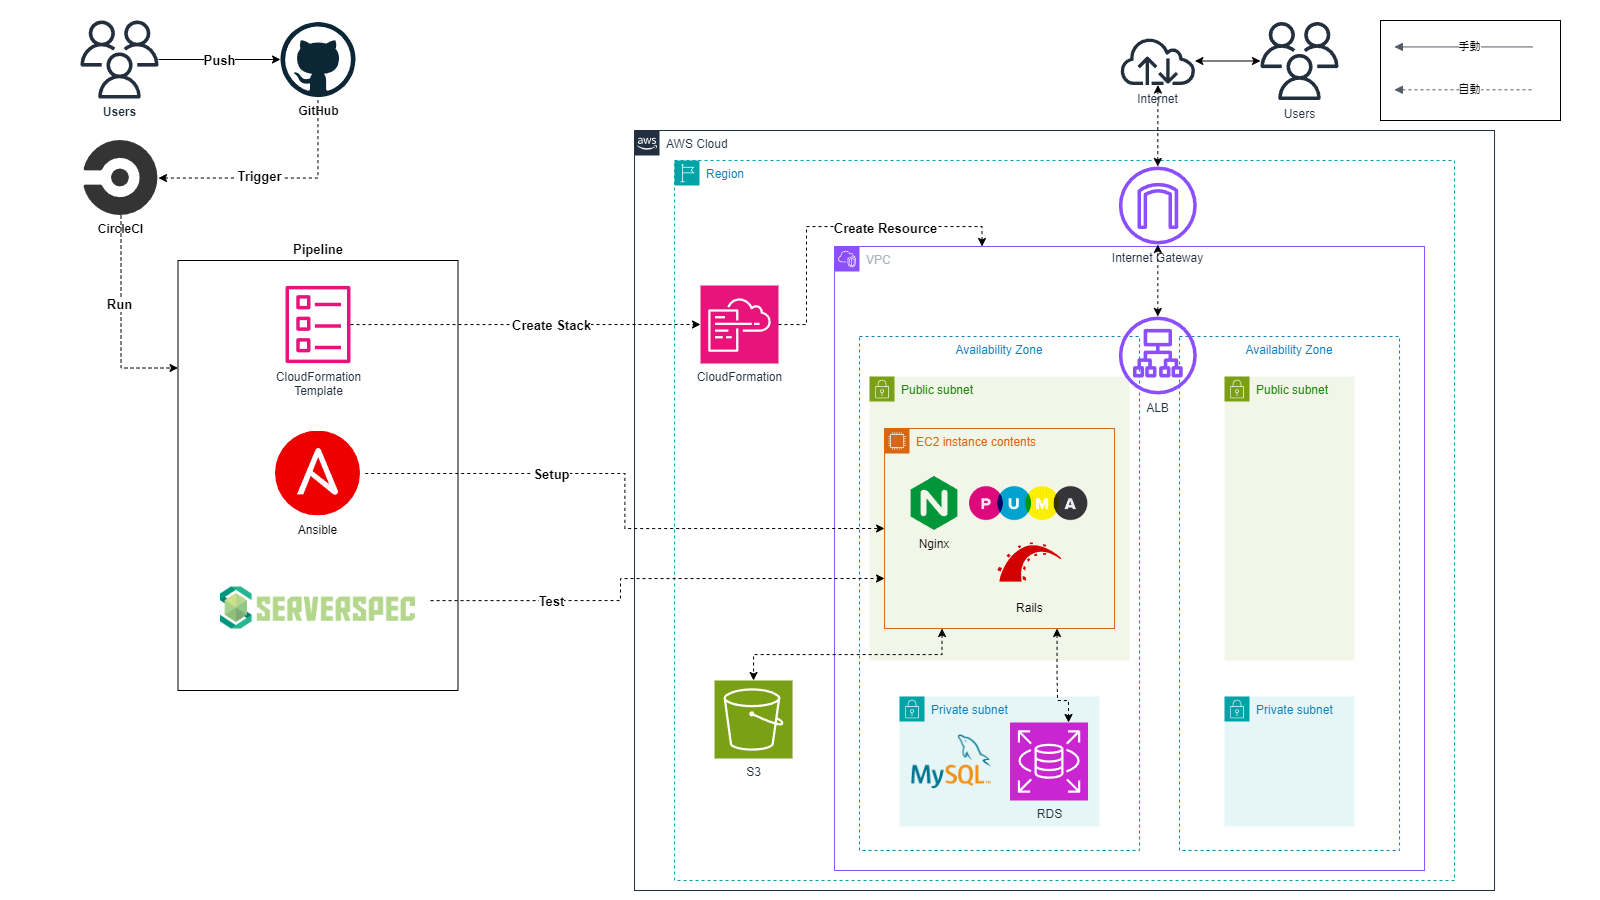 Users
Push
GitHub
Internet
Users
手動
自動
aws
AWS Cloud
Region
Trigger
CircleCI
Create Resource
Pipeline
VPC
Internet Gateway
Run
Create Stack
CloudFormation
Template
CloudFormation
Availability Zone
Availability Zone
ALB
Public subnet
Public subnet
EC2 instance contents
Setup
Ansible
N
P U M A
Nginx
Rails
SERVERSPEC
Test
Private subnet
Private subnet
MySQL
S3
RDS